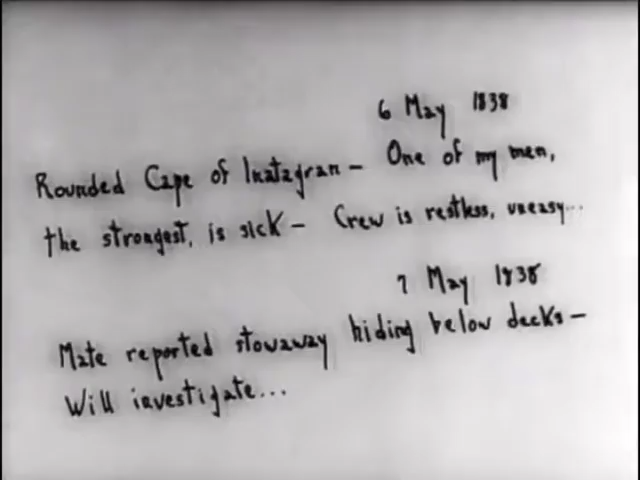 6 May 1838
Rounded Cape of Inatagran – One of my men,
the strongest, is sick – Crew is restless, uneasy...
7 May 1838
Mate reported stowaway hiding below decks –
Will investigate...